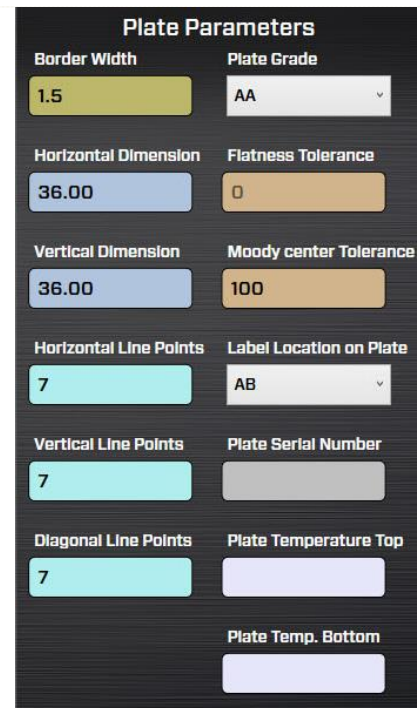 Plate Parameters
Border Width Plate Grade
1.5 AA
Horizontal Dimension Flatness Tolerance
36.00 0
Vertical Dimension Moody center Tolerance
36.00 100
Horizontal Line Points Label Location on Plate
7 AB
Vertical Line Points Plate Serial Number
7
Diagonal Line Points Plate Temperature Top
7
Plate Temp. Bottom